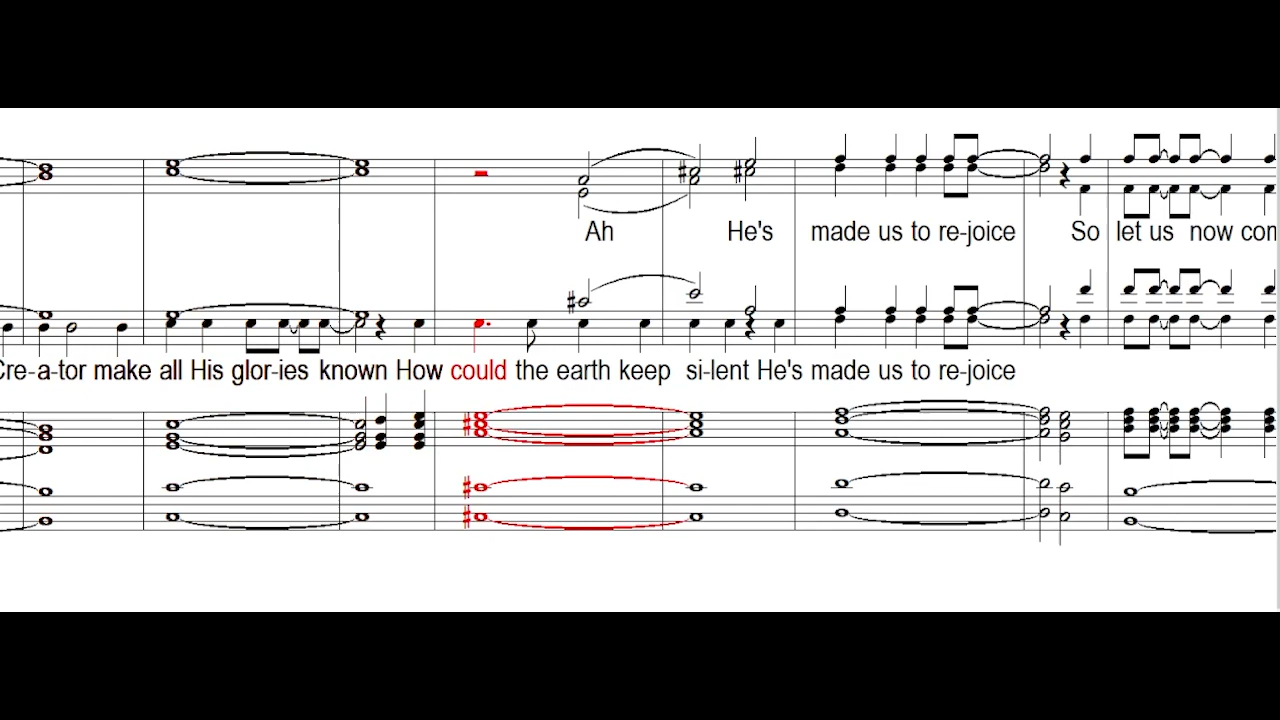 Ah He's made us to re-joice So let us now com
Cre-a-tor make all His glor-ies known How could the earth keep si-lent He's made us to re-joice